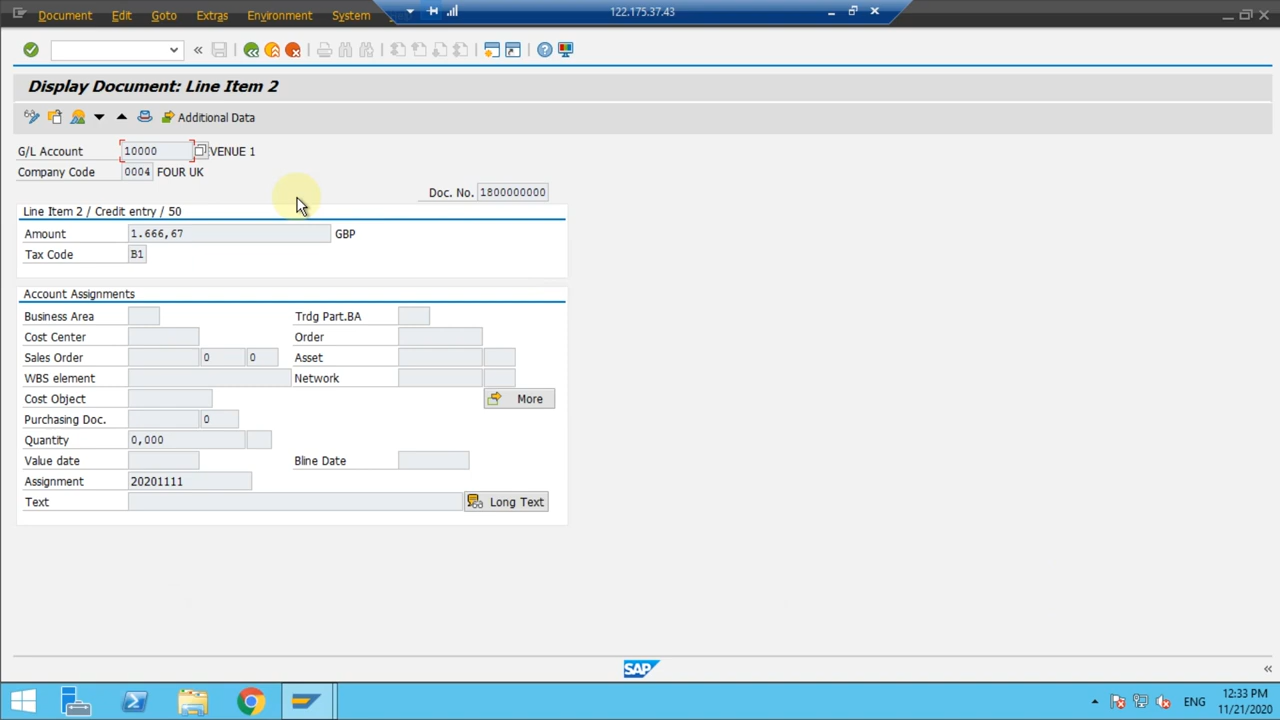 Document Edit Goto Extras Environment System
122.175.37.43
Display Document: Line Item 2
Additional Data
G/L Account 10000 VENUE 1
Company Code 0004 FOUR UK
Doc. No. 1800000000
Line Item 2 / Credit entry / 50
Amount 1.666,67 GBP
Tax Code B1
Account Assignments
Business Area Trdg Part.BA
Cost Center Order
Sales Order 0 0 Asset
WBS element Network
Cost Object More
Purchasing Doc. 0
Quantity 0,000
Value date Bline Date
Assignment 20201111
Text Long Text
SAP
ENG 12:33 PM
11/21/2020